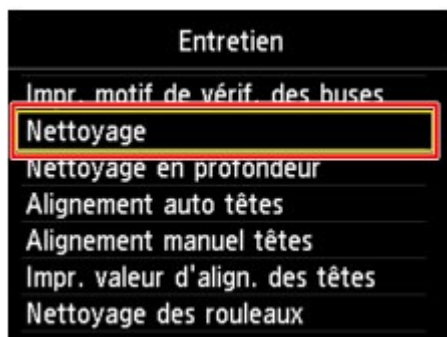 Entretien
Impr. motif de vérif. des buses
Nettoyage
Nettoyage en profondeur
Alignement auto têtes
Alignement manuel têtes
Impr. valeur d'align. des têtes
Nettoyage des rouleaux